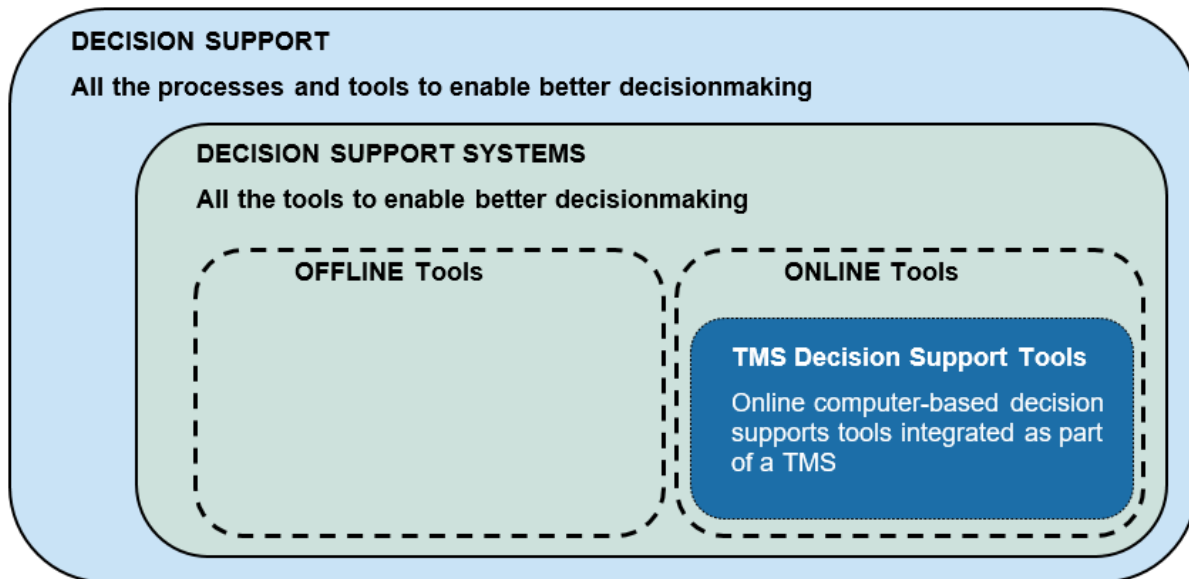 DECISION SUPPORT
All the processes and tools to enable better decisionmaking
DECISION SUPPORT SYSTEMS
All the tools to enable better decisionmaking
OFFLINE Tools
ONLINE Tools
TMS Decision Support Tools
Online computer-based decision
supports tools integrated as part
of a TMS